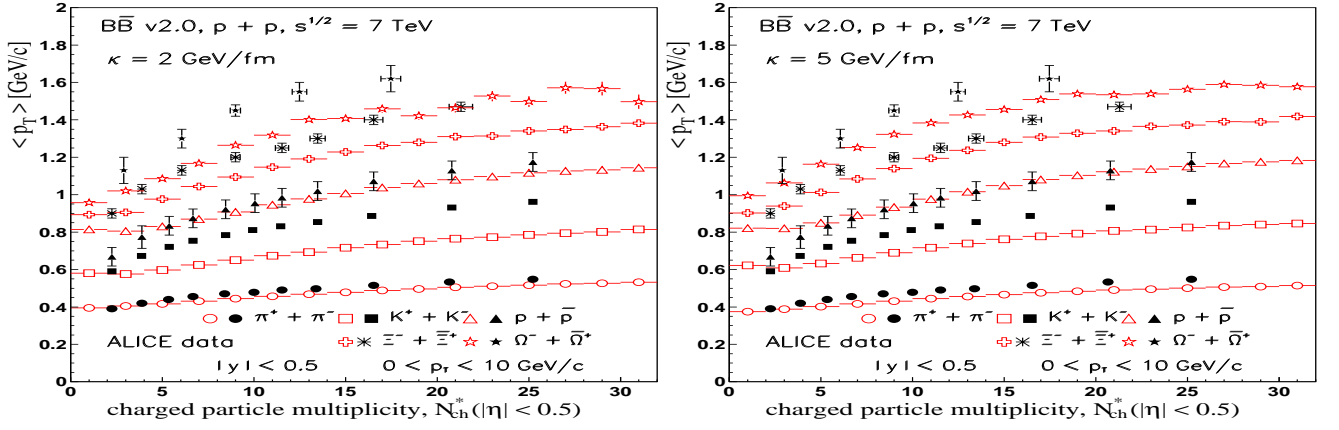 BB̅ v2.0, p + p, s^1/2 = 7 TeV
κ = 2 GeV/fm
<p_T> [GeV/c]
2
1.8
1.6
1.4
1.2
1
0.8
0.6
0.4
0.2
0
π⁺ + π⁻
K⁺ + K⁻
p + p̅
Ξ⁻ + Ξ̅⁺
Ω⁻ + Ω̅⁺
ALICE data
| y | < 0.5
0 < p_T < 10 GeV/c
0 5 10 15 20 25 30
charged particle multiplicity, N*_ch(|η| < 0.5)
BB̅ v2.0, p + p, s^1/2 = 7 TeV
κ = 5 GeV/fm
<p_T> [GeV/c]
2
1.8
1.6
1.4
1.2
1
0.8
0.6
0.4
0.2
0
π⁺ + π⁻
K⁺ + K⁻
p + p̅
Ξ⁻ + Ξ̅⁺
Ω⁻ + Ω̅⁺
ALICE data
| y | < 0.5
0 < p_T < 10 GeV/c
0 5 10 15 20 25 30
charged particle multiplicity, N*_ch(|η| < 0.5)